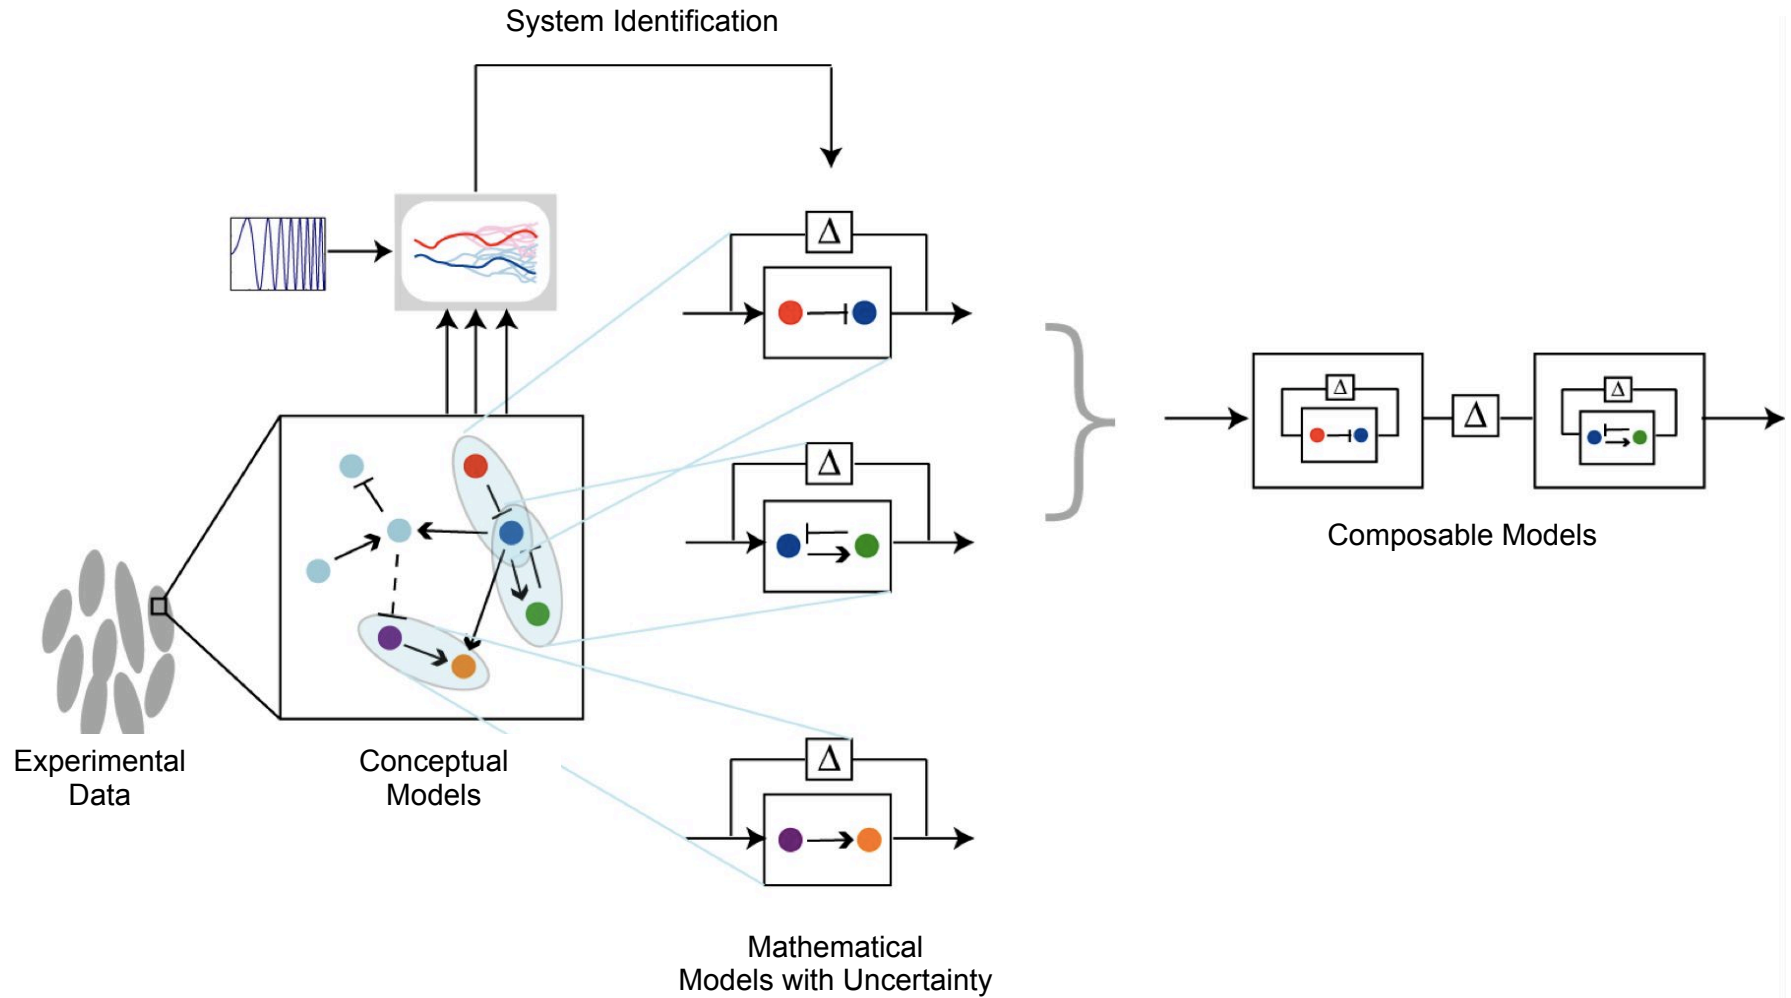 System Identification
Δ
Δ
Δ
Δ
Δ
Δ
Composable Models
Experimental
Data
Conceptual
Models
Mathematical
Models with Uncertainty